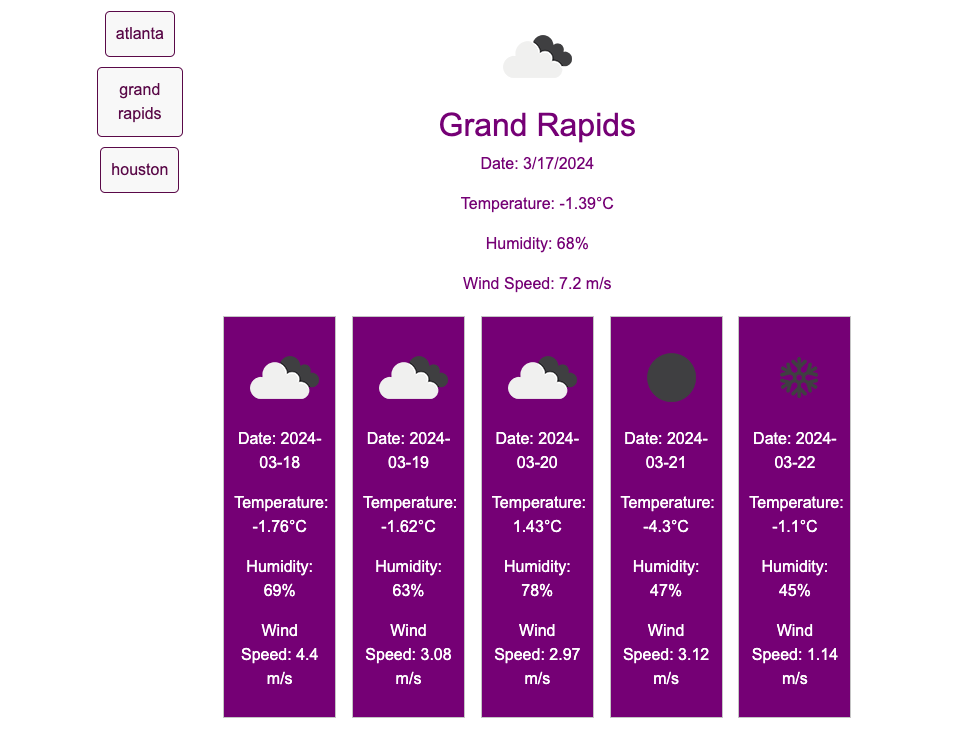 atlanta
grand
rapids
houston
Grand Rapids
Date: 3/17/2024
Temperature: -1.39°C
Humidity: 68%
Wind Speed: 7.2 m/s
Date: 2024-
03-18
Temperature:
-1.76°C
Humidity:
69%
Wind
Speed: 4.4
m/s
Date: 2024-
03-19
Temperature:
-1.62°C
Humidity:
63%
Wind
Speed: 3.08
m/s
Date: 2024-
03-20
Temperature:
1.43°C
Humidity:
78%
Wind
Speed: 2.97
m/s
Date: 2024-
03-21
Temperature:
-4.3°C
Humidity:
47%
Wind
Speed: 3.12
m/s
Date: 2024-
03-22
Temperature:
-1.1°C
Humidity:
45%
Wind
Speed: 1.14
m/s